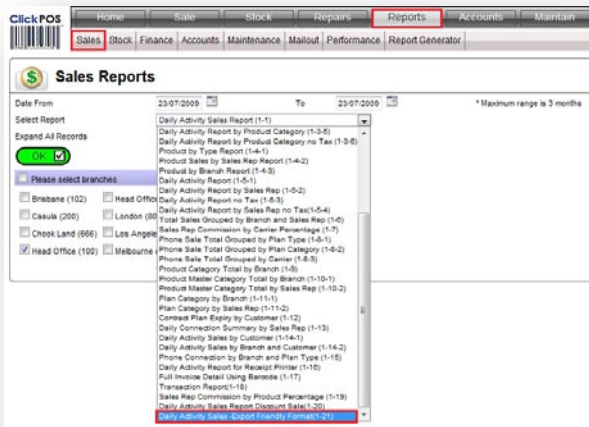 ClickPOS
Home Sale Stock Repairs Reports Accounts Maintain
Sales Stock Finance Accounts Maintenance Mailout Performance Report Generator
Sales Reports
Date From 23/07/2009 To 23/07/2009 * Maximum range is 3 months
Select Report Daily Activity Sales Report (1-1)
Expand All Records
OK
Please select branches
Brisbane (102) Head Offic
Casula (200) London (80
Chook Land (666) Los Angele
Head Office (100) Melbourne
Daily Activity Report by Product Category (1-3-5)
Daily Activity Report by Product Category no Tax (1-3-6)
Product by Type Report (1-4-1)
Product Sales by Sales Rep Report (1-4-2)
Product by Branch Report (1-4-3)
Daily Activity Report (1-5-1)
Daily Activity Report by Sales Rep (1-5-2)
Daily Activity Report no Tax (1-5-3)
Daily Activity Report by Sales Rep no Tax(1-5-4)
Total Sales Grouped by Branch and Sales Rep (1-6)
Sales Rep Commission by Carrier Percentage (1-7)
Phone Sale Total Grouped by Plan Type (1-8-1)
Phone Sale Total Grouped by Plan Category (1-8-2)
Phone Sale Total Grouped by Carrier (1-8-3)
Product Category Total by Branch (1-9)
Product Master Category Total by Branch (1-10-1)
Product Master Category Total by Sales Rep (1-10-2)
Plan Category by Branch (1-11-1)
Plan Category by Sales Rep (1-11-2)
Contract Plan Expiry by Customer (1-12)
Daily Connection Summary by Sales Rep (1-13)
Daily Activity Sales by Customer (1-14-1)
Daily Activity Sales by Branch and Customer (1-14-2)
Phone Connection by Branch and Plan Type (1-15)
Daily Activity Report for Receipt Printer (1-16)
Full Invoice Detail Using Barcode (1-17)
Transaction Report(1-18)
Sales Rep Commission by Product Percentage (1-19)
Daily Activity Sales Report Discount Sale(1-20)
Daily Activity Sales -Export Friendly Format(1-21)